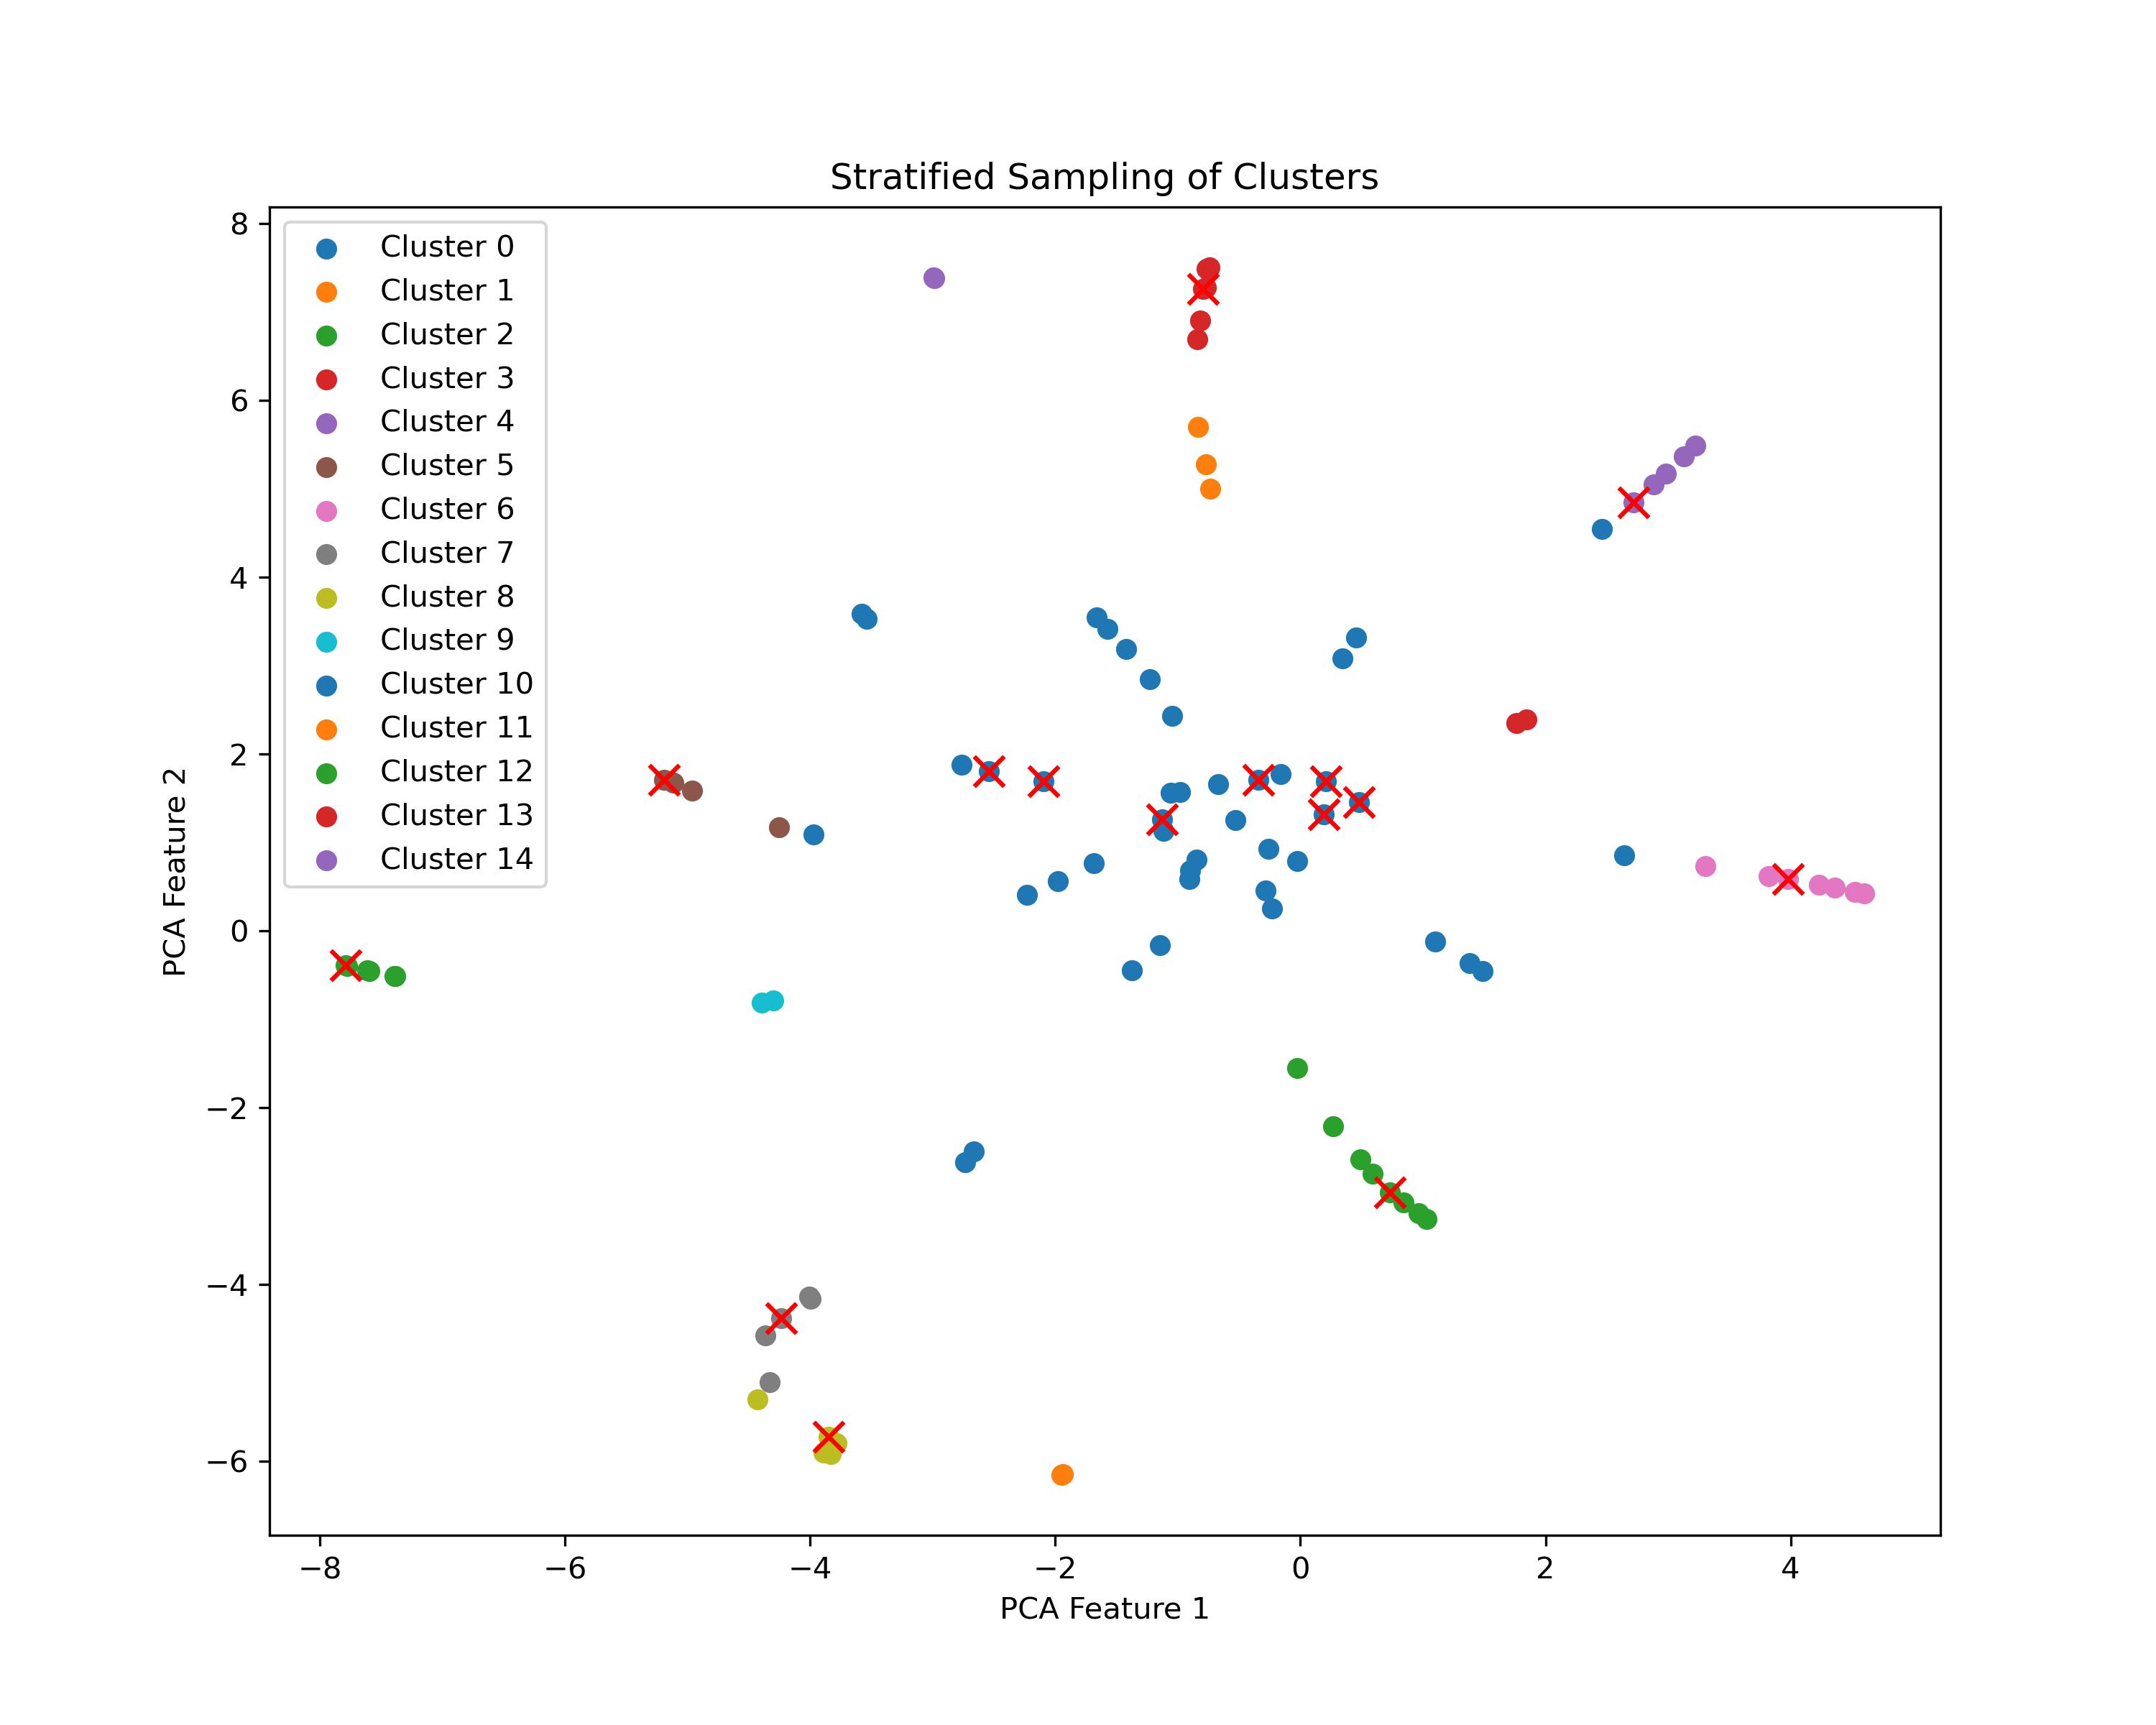 Stratified Sampling of Clusters
8
6
4
2
0
−2
−4
−6
PCA Feature 2
Cluster 0
Cluster 1
Cluster 2
Cluster 3
Cluster 4
Cluster 5
Cluster 6
Cluster 7
Cluster 8
Cluster 9
Cluster 10
Cluster 11
Cluster 12
Cluster 13
Cluster 14
−8 −6 −4 −2 0 2 4
PCA Feature 1